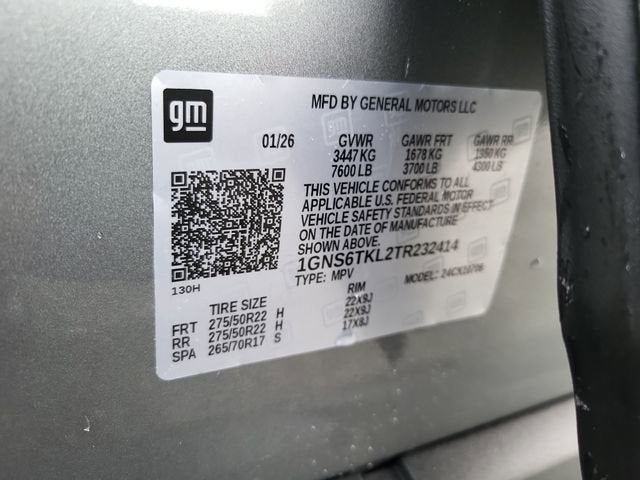 gm
MFD BY GENERAL MOTORS LLC
01/26 GVWR GAWR FRT GAWR RR
3447 KG 1678 KG 1950 KG
7600 LB 3700 LB 4300 LB
THIS VEHICLE CONFORMS TO ALL
APPLICABLE U.S. FEDERAL MOTOR
VEHICLE SAFETY STANDARDS IN EFFECT
ON THE DATE OF MANUFACTURE
SHOWN ABOVE.
1GNS6TKL2TR232414
TYPE: MPV MODEL: 24CK10706
130H
TIRE SIZE RIM
FRT 275/50R22 H 22X9J
RR 275/50R22 H 22X9J
SPA 265/70R17 S 17X8J